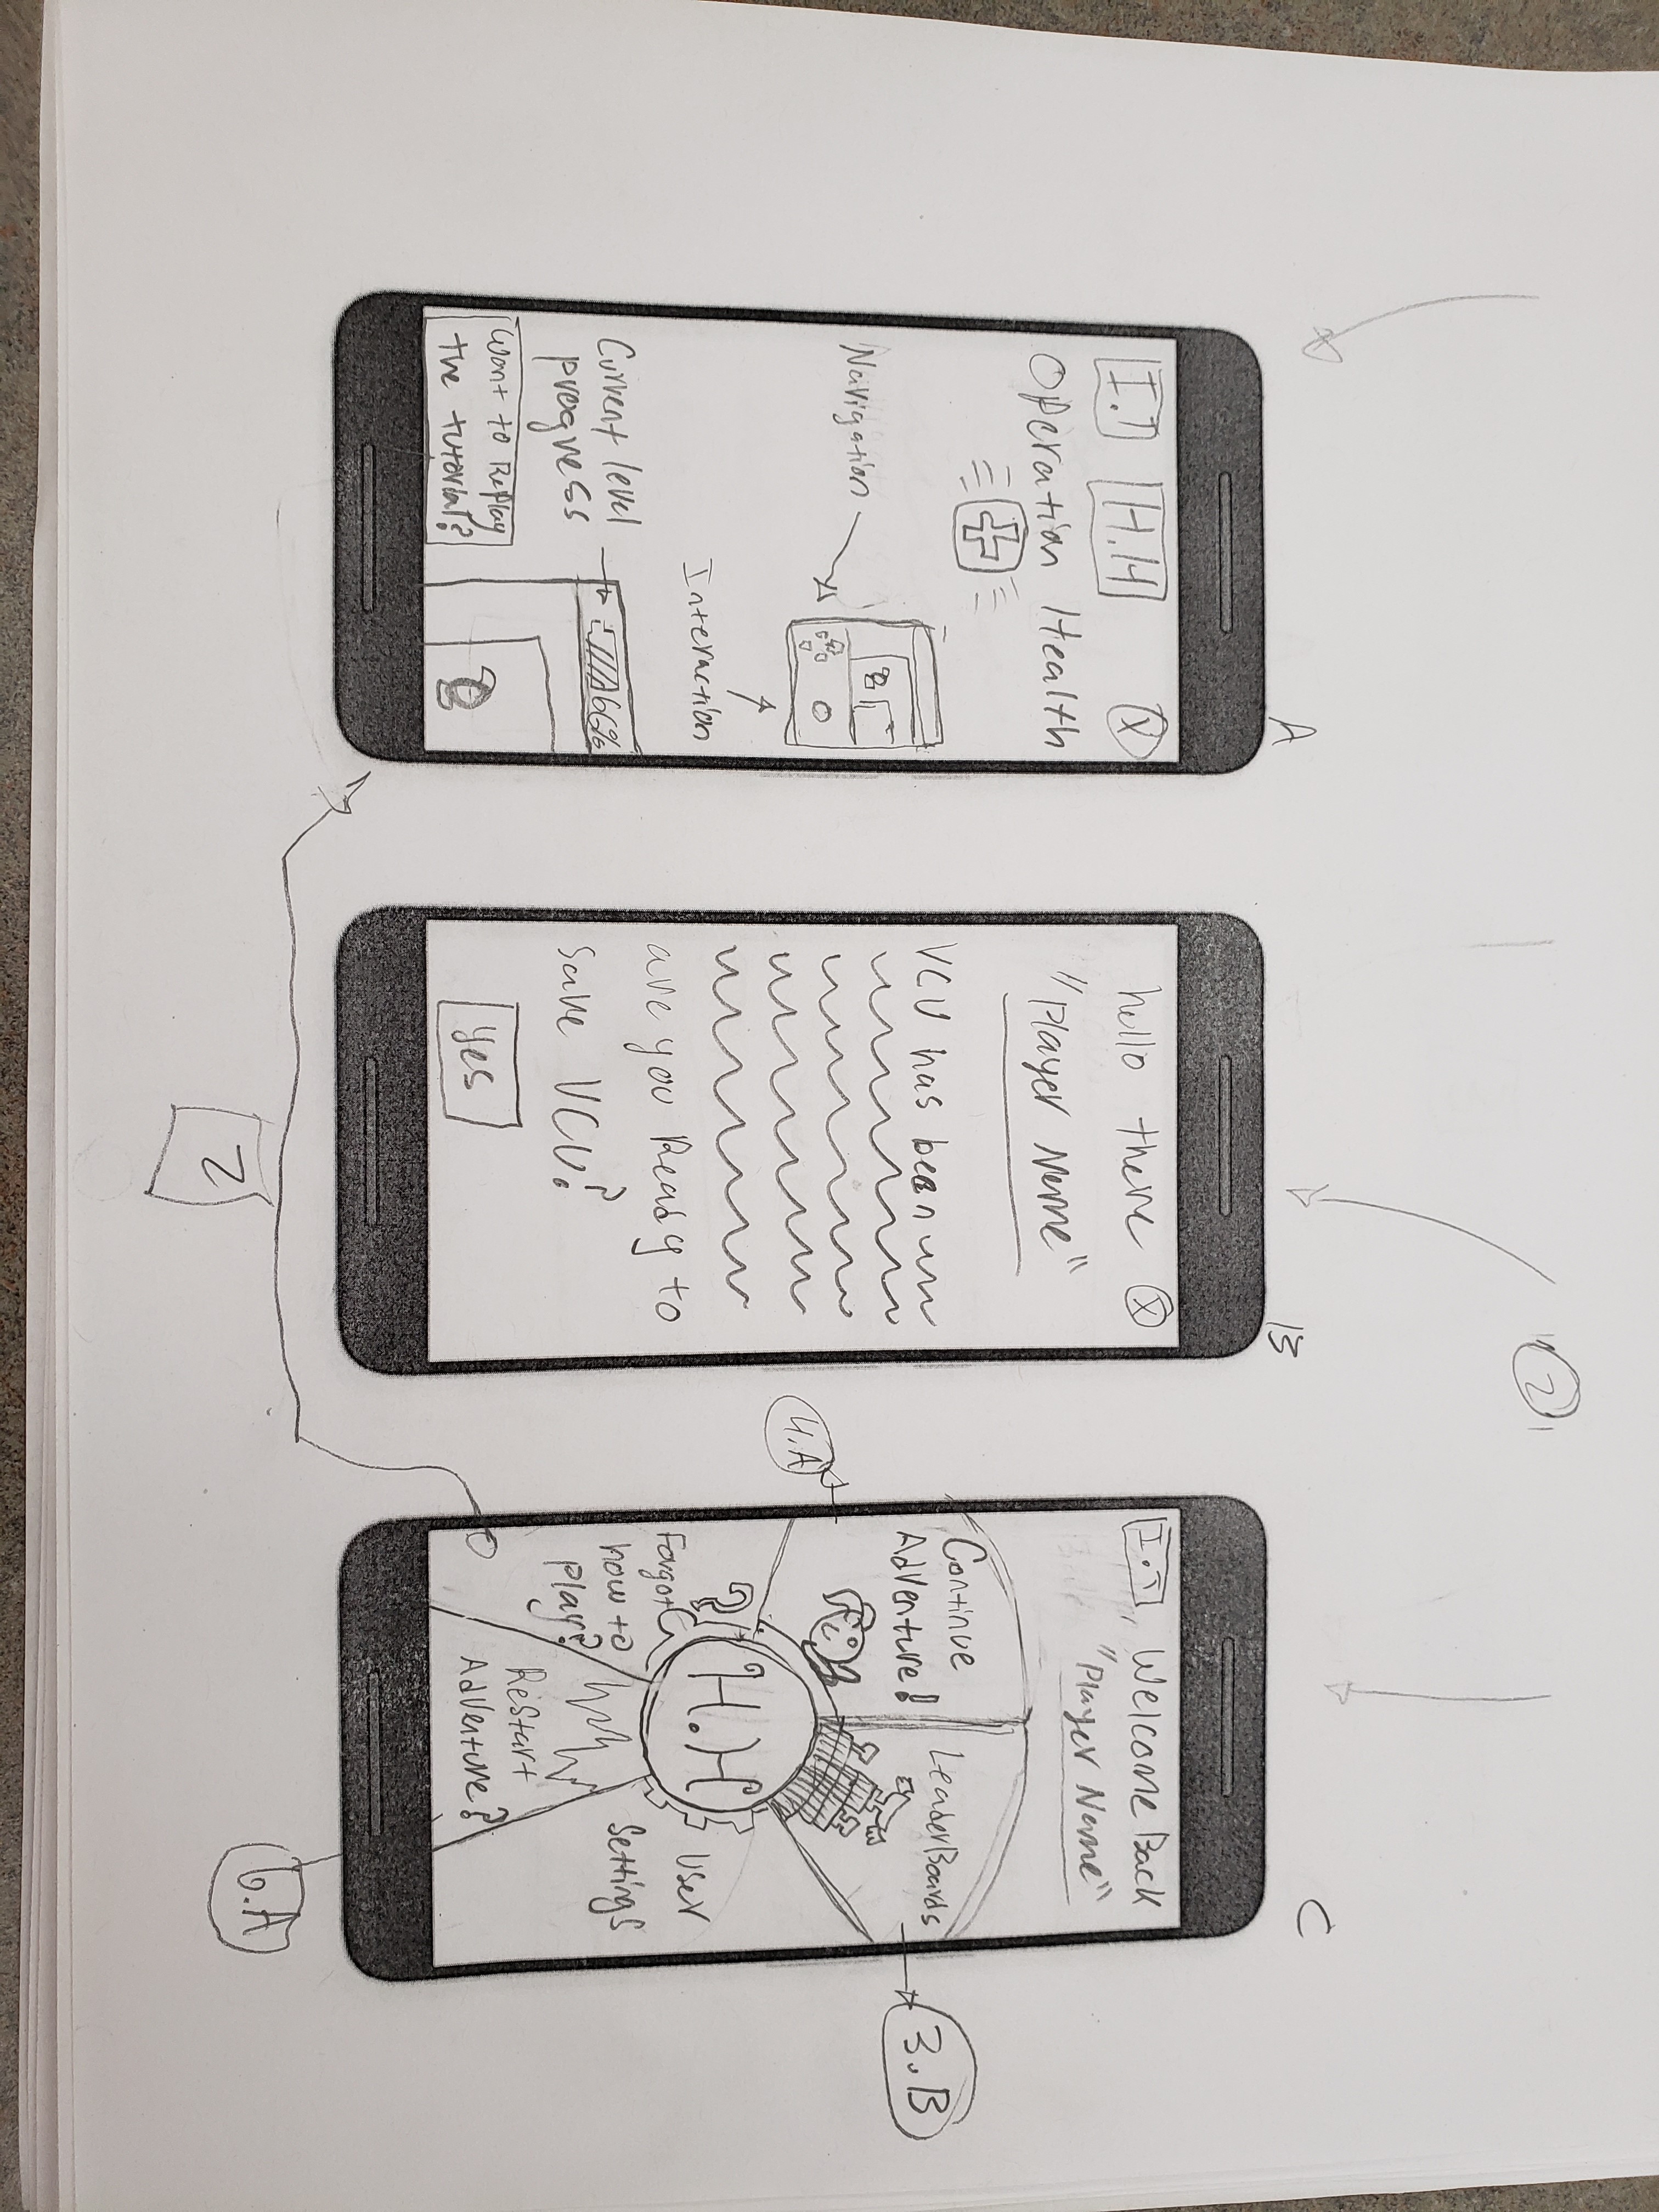 2
A
I.T
H.H
X
Operation Health
Navigation
Interaction
Current level
progress
66%
Want to Replay
the tutorial?
B
hello there
X
"Player Name"
VCU has been
are you Ready to
save VCU?
Yes
C
I.T
Welcome Back
"Player Name"
Continue
Adventure!
LeaderBoards
H.H
Forgot
how to
play?
User
Settings
Restart
Adventure?
4.A
3.B
6.A
2